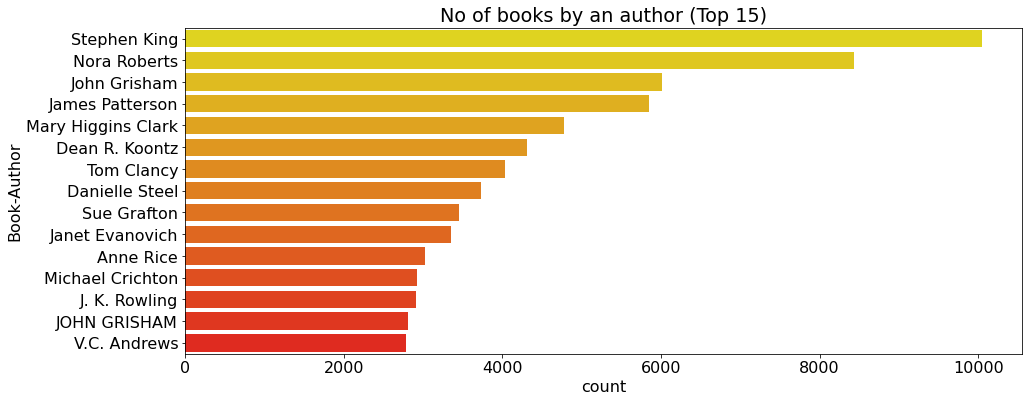 No of books by an author (Top 15)
Stephen King
Nora Roberts
John Grisham
James Patterson
Mary Higgins Clark
Dean R. Koontz
Tom Clancy
Danielle Steel
Sue Grafton
Janet Evanovich
Anne Rice
Michael Crichton
J. K. Rowling
JOHN GRISHAM
V.C. Andrews
Book-Author
0 2000 4000 6000 8000 10000
count